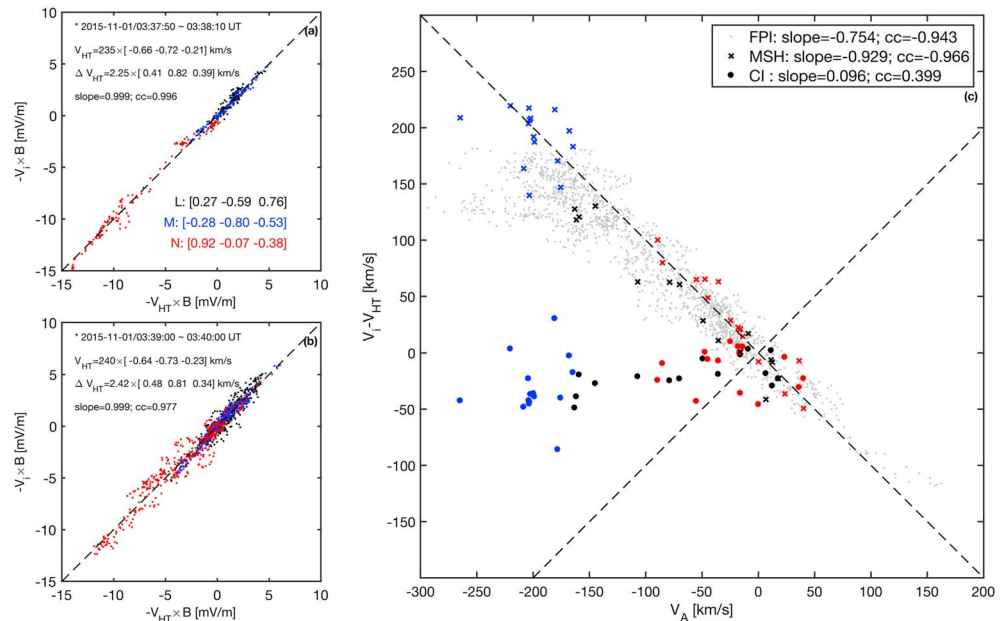 10
5
0
-5
-10
-15
-V_i×B [mV/m]
* 2015-11-01/03:37:50 ~ 03:38:10 UT
(a)
V_HT=235×[ -0.66 -0.72 -0.21] km/s
Δ V_HT=2.25×[ 0.41 0.82 0.39] km/s
slope=0.999; cc=0.996
L: [0.27 -0.59 0.76]
M: [-0.28 -0.80 -0.53]
N: [0.92 -0.07 -0.38]
-15 -10 -5 0 5 10
-V_HT×B [mV/m]
10
5
0
-5
-10
-15
-V_i×B [mV/m]
* 2015-11-01/03:39:00 ~ 03:40:00 UT
(b)
V_HT=240×[ -0.64 -0.73 -0.23] km/s
Δ V_HT=2.42×[ 0.48 0.81 0.34] km/s
slope=0.999; cc=0.977
-15 -10 -5 0 5 10
-V_HT×B [mV/m]
FPI: slope=-0.754; cc=-0.943
MSH: slope=-0.929; cc=-0.966
CI : slope=0.096; cc=0.399
(c)
250
200
150
100
50
0
-50
-100
-150
V_i-V_HT [km/s]
-300 -250 -200 -150 -100 -50 0 50 100 150 200
V_A [km/s]